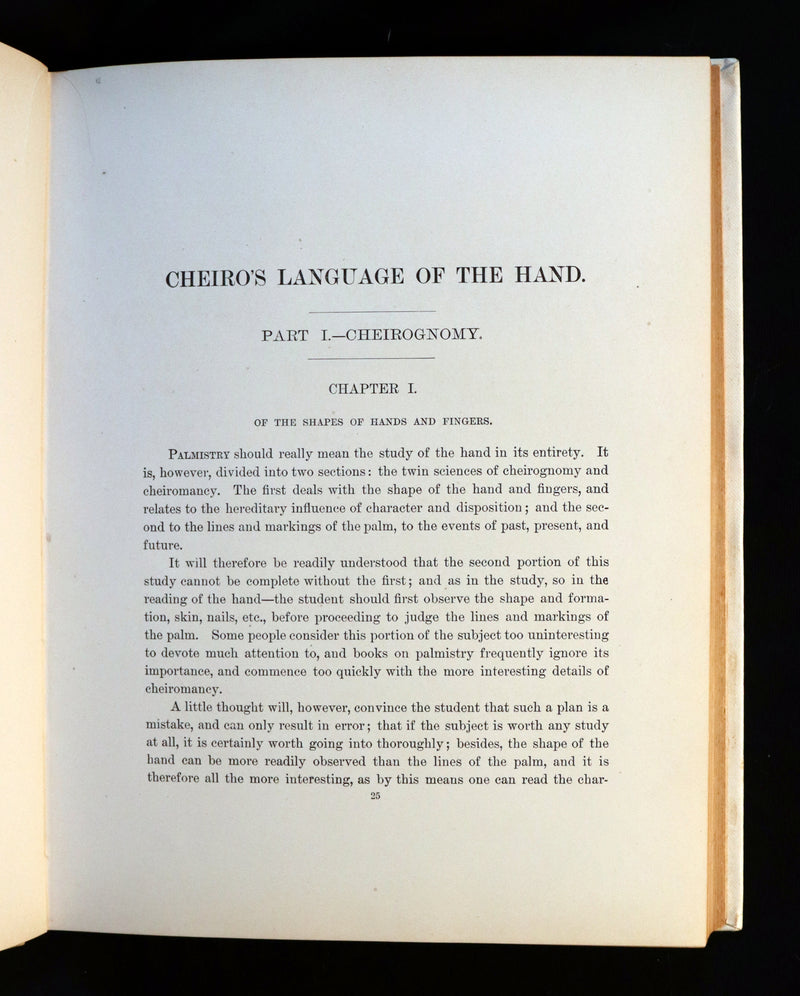 CHEIRO'S LANGUAGE OF THE HAND.
PART I.—CHEIROGNOMY.
CHAPTER I.
OF THE SHAPES OF HANDS AND FINGERS.
PALMISTRY should really mean the study of the hand in its entirety. It
is, however, divided into two sections: the twin sciences of cheirognomy and
cheiromancy. The first deals with the shape of the hand and fingers, and
relates to the hereditary influence of character and disposition; and the sec-
ond to the lines and markings of the palm, to the events of past, present, and
future.
It will therefore be readily understood that the second portion of this
study cannot be complete without the first; and as in the study, so in the
reading of the hand—the student should first observe the shape and forma-
tion, skin, nails, etc., before proceeding to judge the lines and markings of
the palm. Some people consider this portion of the subject too uninteresting
to devote much attention to, and books on palmistry frequently ignore its
importance, and commence too quickly with the more interesting details of
cheiromancy.
A little thought will, however, convince the student that such a plan is a
mistake, and can only result in error; that if the subject is worth any study
at all, it is certainly worth going into thoroughly; besides, the shape of the
hand can be more readily observed than the lines of the palm, and it is
therefore all the more interesting, as by this means one can read the char-
25